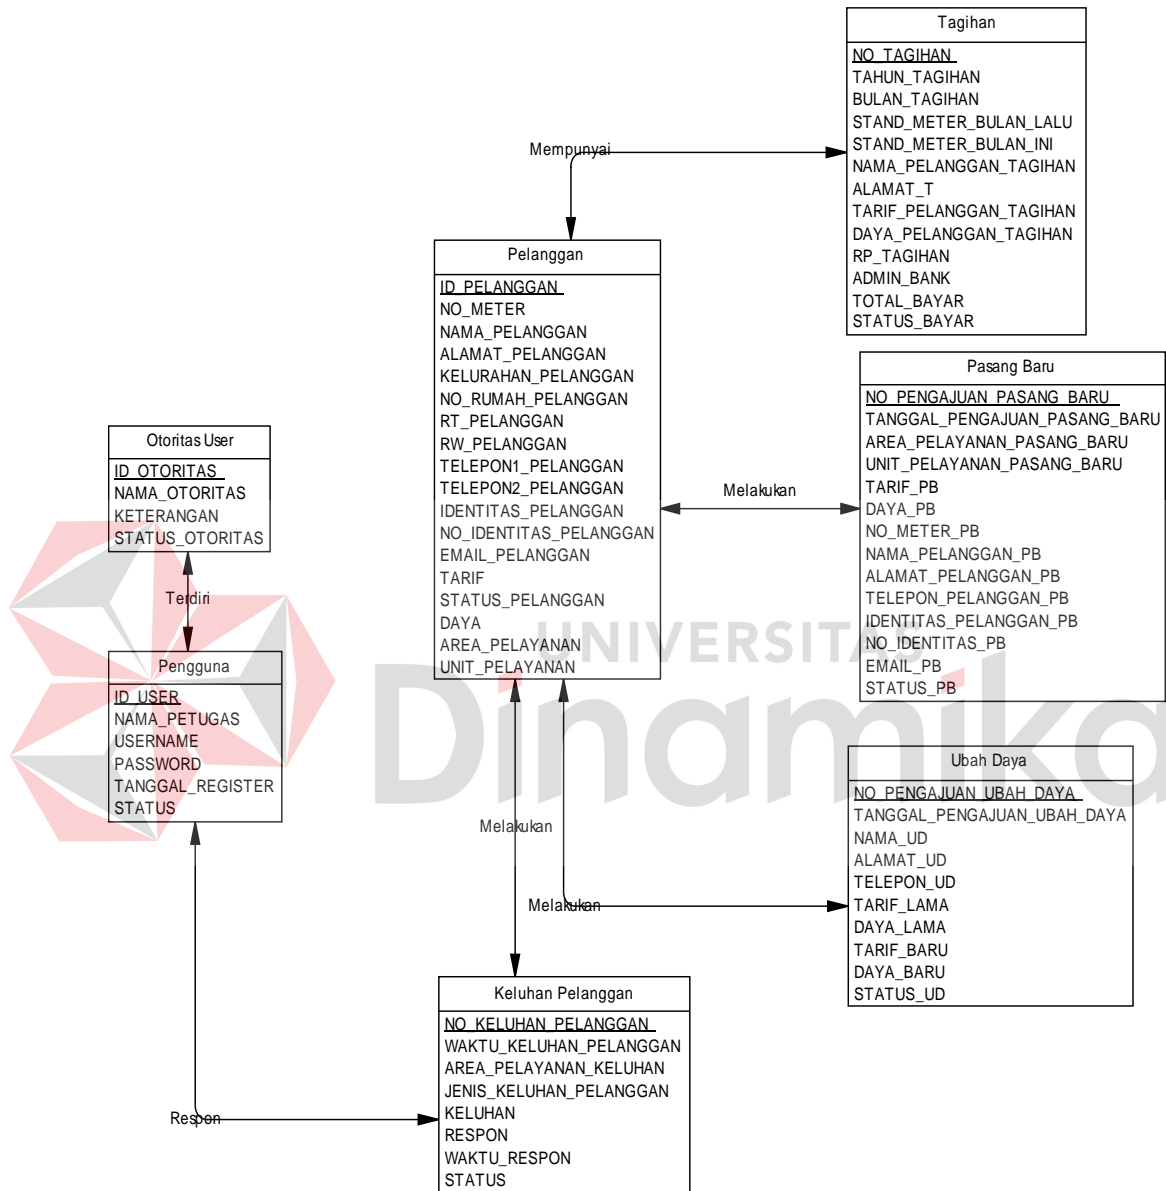 Tagihan
NO_TAGIHAN
TAHUN_TAGIHAN
BULAN_TAGIHAN
STAND_METER_BULAN_LALU
STAND_METER_BULAN_INI
NAMA_PELANGGAN_TAGIHAN
ALAMAT_T
TARIF_PELANGGAN_TAGIHAN
DAYA_PELANGGAN_TAGIHAN
RP_TAGIHAN
ADMIN_BANK
TOTAL_BAYAR
STATUS_BAYAR
Mempunyai
Pelanggan
ID_PELANGGAN
NO_METER
NAMA_PELANGGAN
ALAMAT_PELANGGAN
KELURAHAN_PELANGGAN
NO_RUMAH_PELANGGAN
RT_PELANGGAN
RW_PELANGGAN
TELEPON1_PELANGGAN
TELEPON2_PELANGGAN
IDENTITAS_PELANGGAN
NO_IDENTITAS_PELANGGAN
EMAIL_PELANGGAN
TARIF
STATUS_PELANGGAN
DAYA
AREA_PELAYANAN
UNIT_PELAYANAN
Melakukan
Pasang Baru
NO_PENGAJUAN_PASANG_BARU
TANGGAL_PENGAJUAN_PASANG_BARU
AREA_PELAYANAN_PASANG_BARU
UNIT_PELAYANAN_PASANG_BARU
TARIF_PB
DAYA_PB
NO_METER_PB
NAMA_PELANGGAN_PB
ALAMAT_PELANGGAN_PB
TELEPON_PELANGGAN_PB
IDENTITAS_PELANGGAN_PB
NO_IDENTITAS_PB
EMAIL_PB
STATUS_PB
Otoritas User
ID_OTORITAS
NAMA_OTORITAS
KETERANGAN
STATUS_OTORITAS
Terdiri
Pengguna
ID_USER
NAMA_PETUGAS
USERNAME
PASSWORD
TANGGAL_REGISTER
STATUS
UNIVERSITAS
Dinamika
Melakukan
Melakukan
Ubah Daya
NO_PENGAJUAN_UBAH_DAYA
TANGGAL_PENGAJUAN_UBAH_DAYA
NAMA_UD
ALAMAT_UD
TELEPON_UD
TARIF_LAMA
DAYA_LAMA
TARIF_BARU
DAYA_BARU
STATUS_UD
Respon
Keluhan Pelanggan
NO_KELUHAN_PELANGGAN
WAKTU_KELUHAN_PELANGGAN
AREA_PELAYANAN_KELUHAN
JENIS_KELUHAN_PELANGGAN
KELUHAN
RESPON
WAKTU_RESPON
STATUS